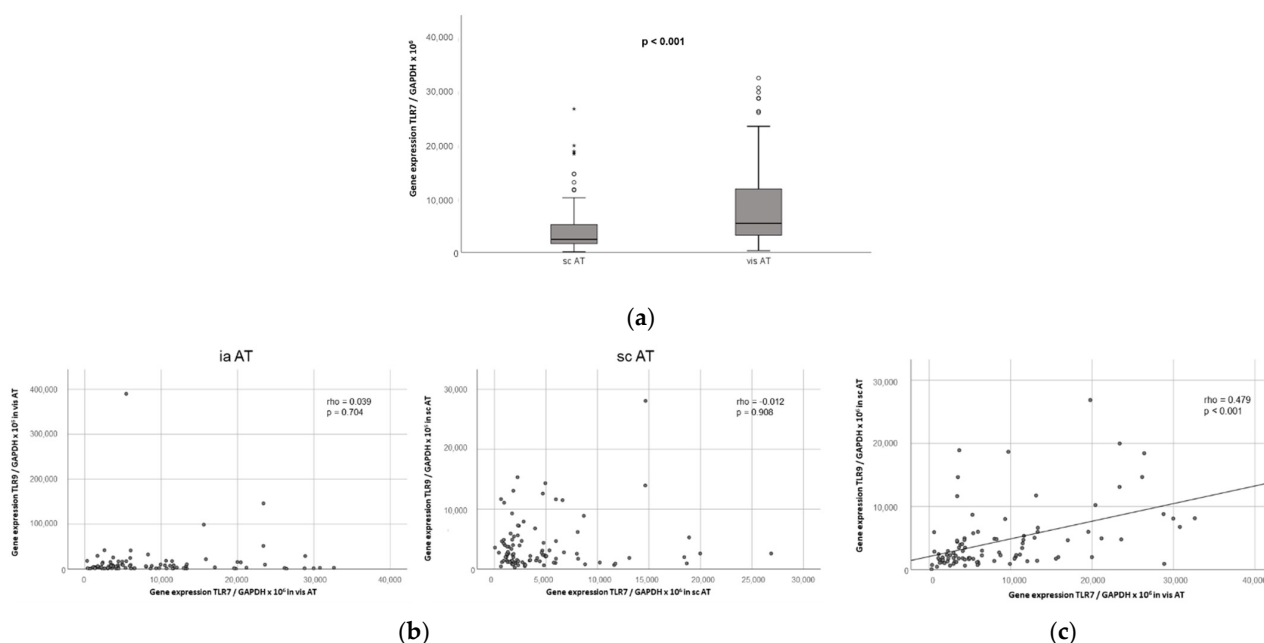 Gene expression TLR7 / GAPDH x 10⁶
40,000
30,000
20,000
10,000
0
p < 0.001
sc AT
vis AT
(a)
ia AT
Gene expression TLR9 / GAPDH x 10⁶ in vis AT
400,000
300,000
200,000
100,000
0
rho = 0.039
p = 0.704
0
10,000
20,000
30,000
40,000
Gene expression TLR7 / GAPDH x 10⁶ in vis AT
sc AT
Gene expression TLR9 / GAPDH x 10⁶ in sc AT
30,000
20,000
10,000
0
rho = -0.012
p = 0.908
0
5,000
10,000
15,000
20,000
25,000
30,000
Gene expression TLR7 / GAPDH x 10⁶ in sc AT
(b)
Gene expression TLR9 / GAPDH x 10⁶ in sc AT
30,000
20,000
10,000
0
rho = 0.479
p < 0.001
0
10,000
20,000
30,000
40,000
Gene expression TLR7 / GAPDH x 10⁶ in vis AT
(c)